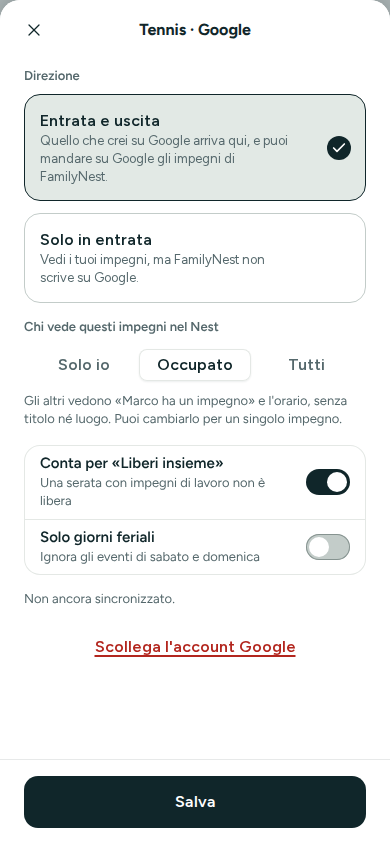 Tennis · Google
Direzione
Entrata e uscita
Quello che crei su Google arriva qui, e puoi
mandare su Google gli impegni di
FamilyNest.
Solo in entrata
Vedi i tuoi impegni, ma FamilyNest non
scrive su Google.
Chi vede questi impegni nel Nest
Solo io
Occupato
Tutti
Gli altri vedono «Marco ha un impegno» e l'orario, senza
titolo né luogo. Puoi cambiarlo per un singolo impegno.
Conta per «Liberi insieme»
Una serata con impegni di lavoro non è
libera
Solo giorni feriali
Ignora gli eventi di sabato e domenica
Non ancora sincronizzato.
Scollega l'account Google
Salva